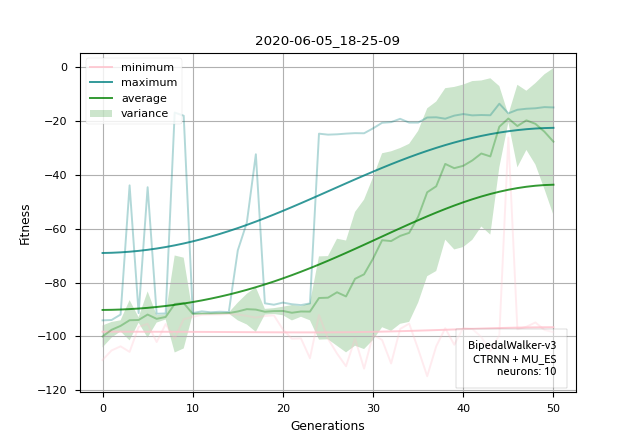 2020-06-05_18-25-09
minimum
maximum
average
variance
0
−20
−40
−60
−80
−100
−120
Fitness
BipedalWalker-v3
CTRNN + MU_ES
neurons: 10
0
10
20
30
40
50
Generations